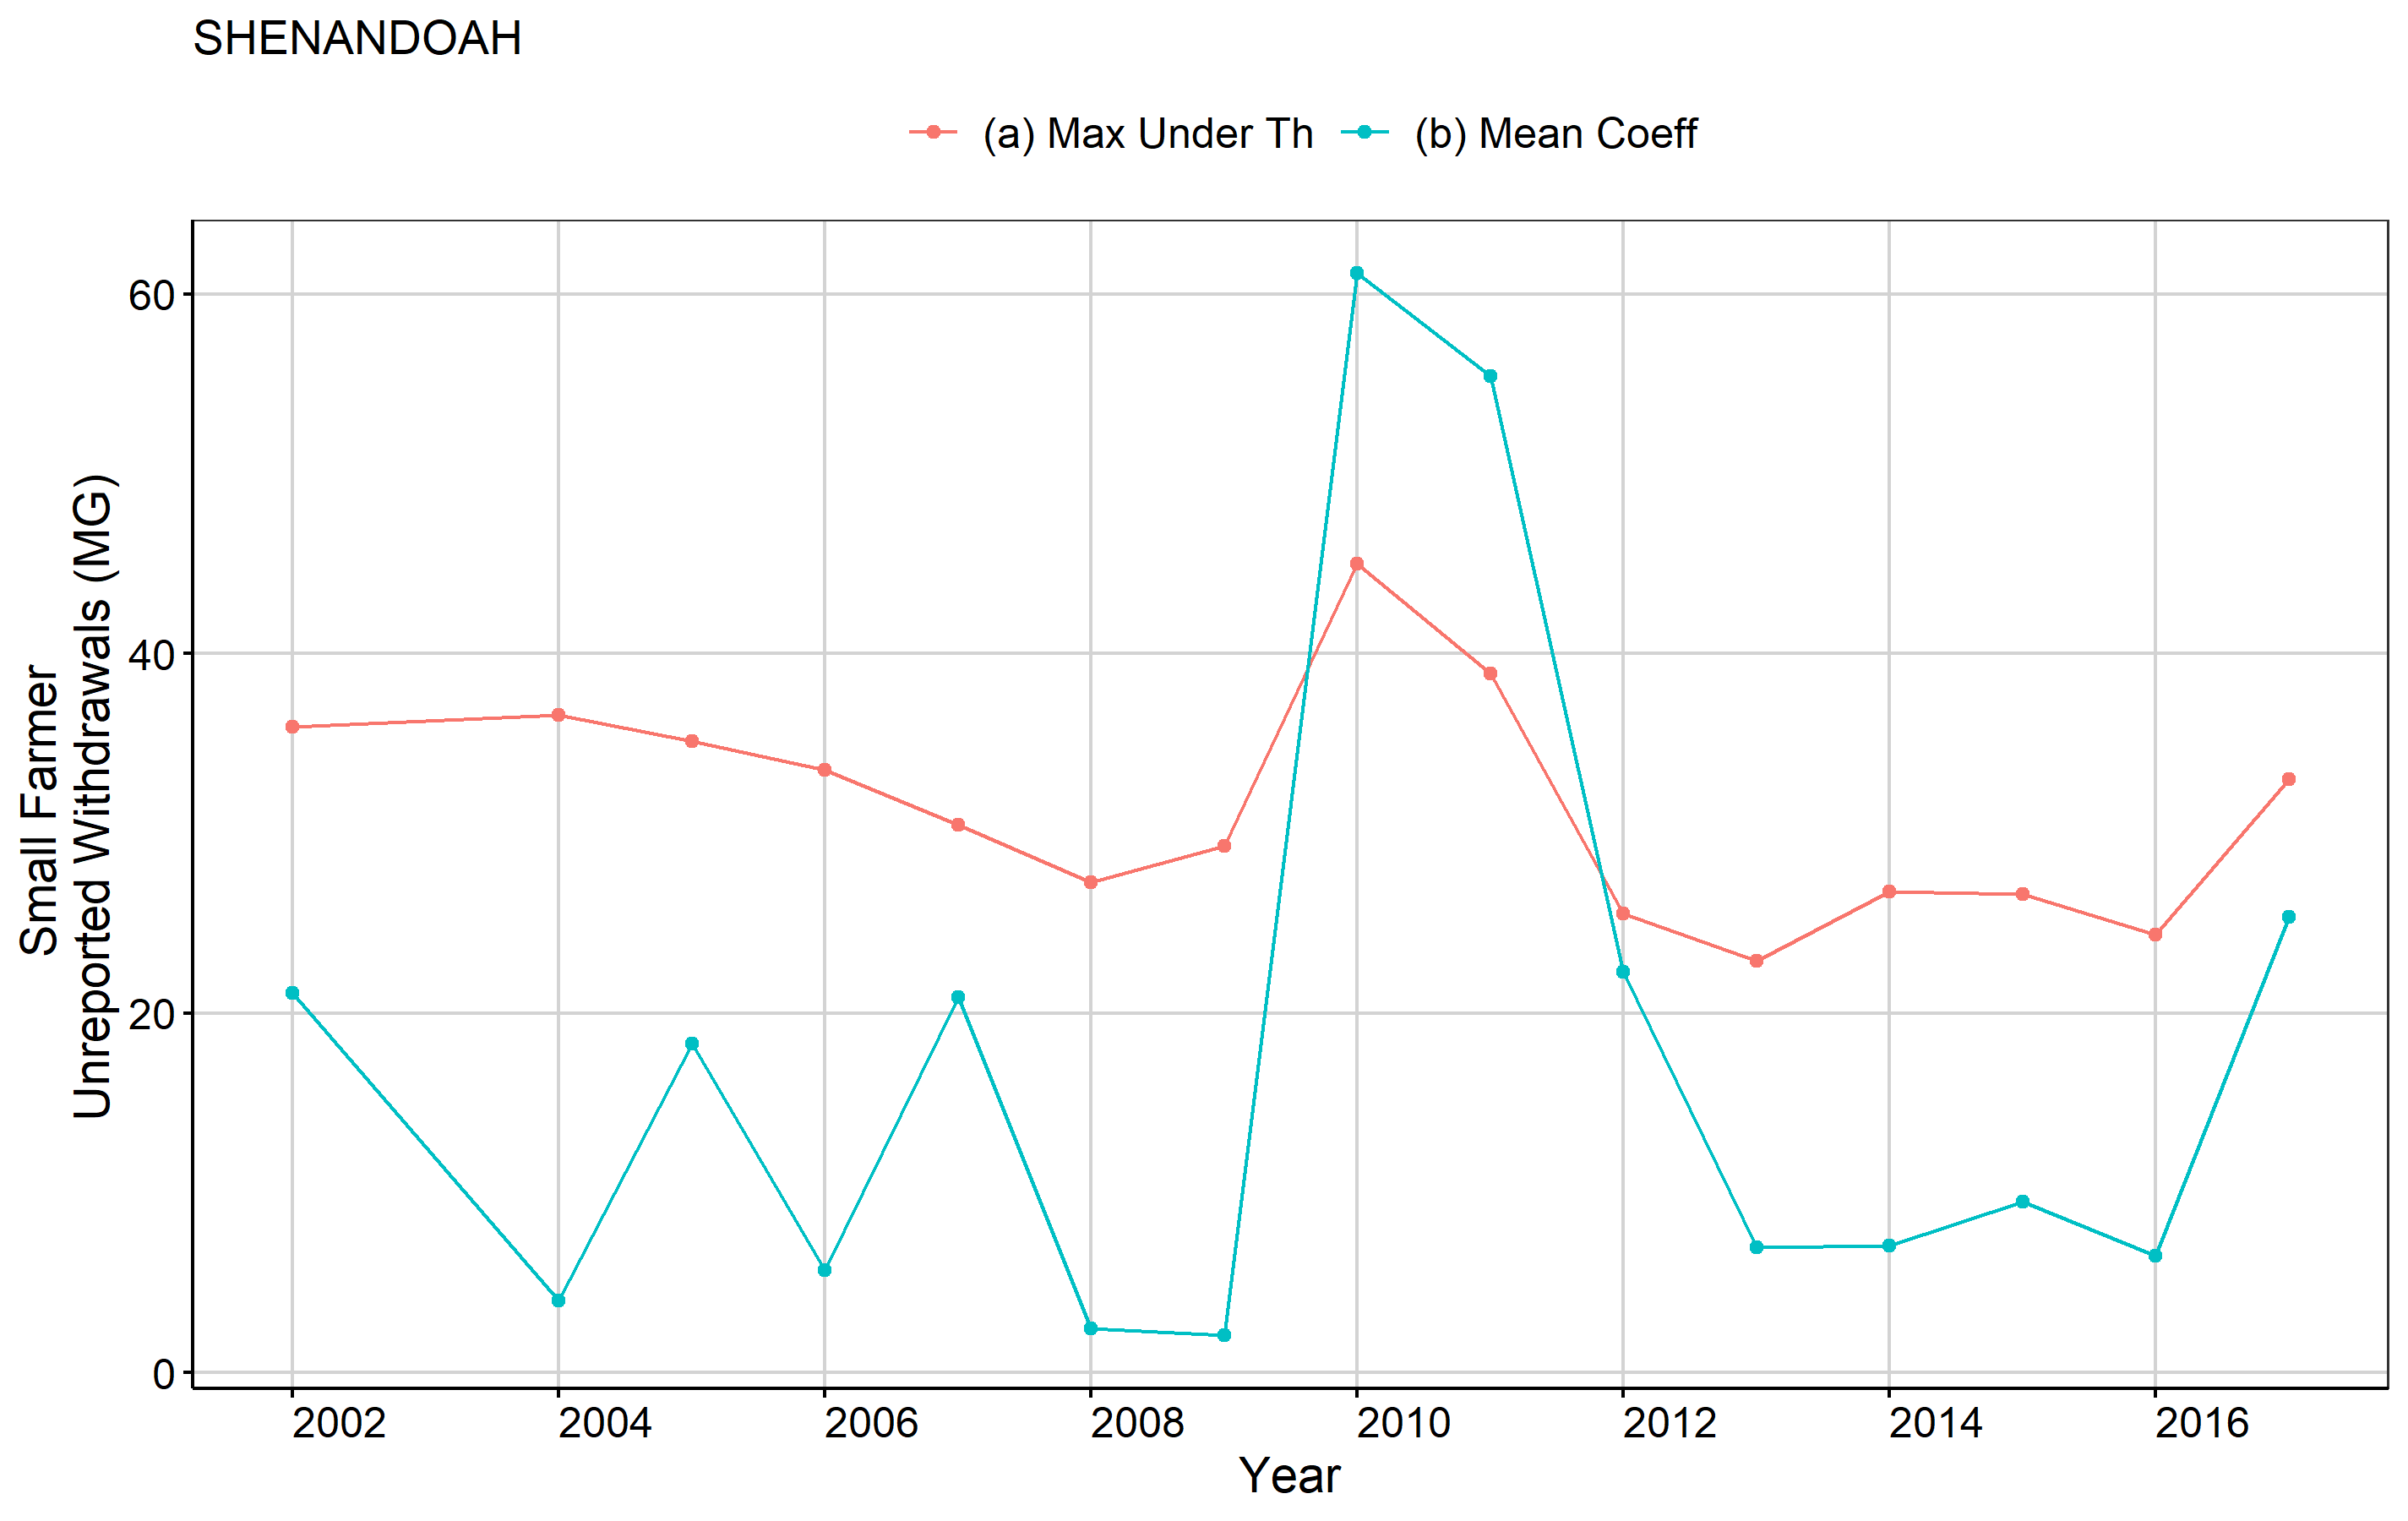 SHENANDOAH
(a) Max Under Th (b) Mean Coeff
Small Farmer
Unreported Withdrawals (MG)
60
40
20
0
2002 2004 2006 2008 2010 2012 2014 2016
Year